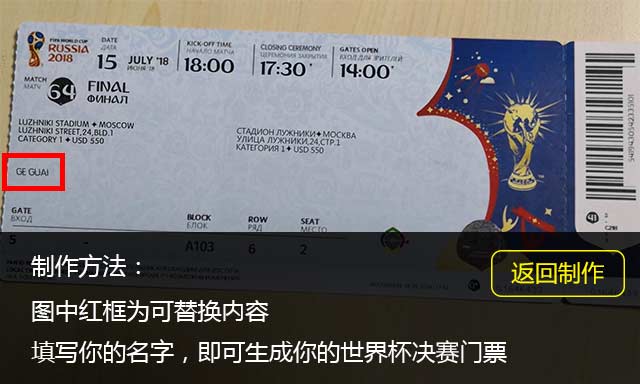 FIFA WORLD CUP
RUSSIA
2018
DATE
ДАТА
15 JULY '18
ИЮЛЯ '18
KICK-OFF TIME
НАЧАЛО МАТЧА
18:00
CLOSING CEREMONY
ЦЕРЕМОНИЯ ЗАКРЫТИЯ
17:30*
GATES OPEN
ВХОД ДЛЯ ЗРИТЕЛЕЙ
14:00*
MATCH
МАТЧ
64
FINAL
ФИНАЛ
LUZHNIKI STADIUM MOSCOW
LUZHNIKI STREET,24,BLD.1
CATEGORY 1 USD 550
СТАДИОН ЛУЖНИКИ МОСКВА
УЛИЦА ЛУЖНИКИ,24,СТР.1
КАТЕГОРИЯ 1 USD 550
GE GUAI
GATE
ВХОД
5
-
BLOCK
БЛОК
A103
ROW
РЯД
6
SEAT
МЕСТО
2
41
制作方法：
返回制作
图中红框为可替换内容
填写你的名字，即可生成你的世界杯决赛门票